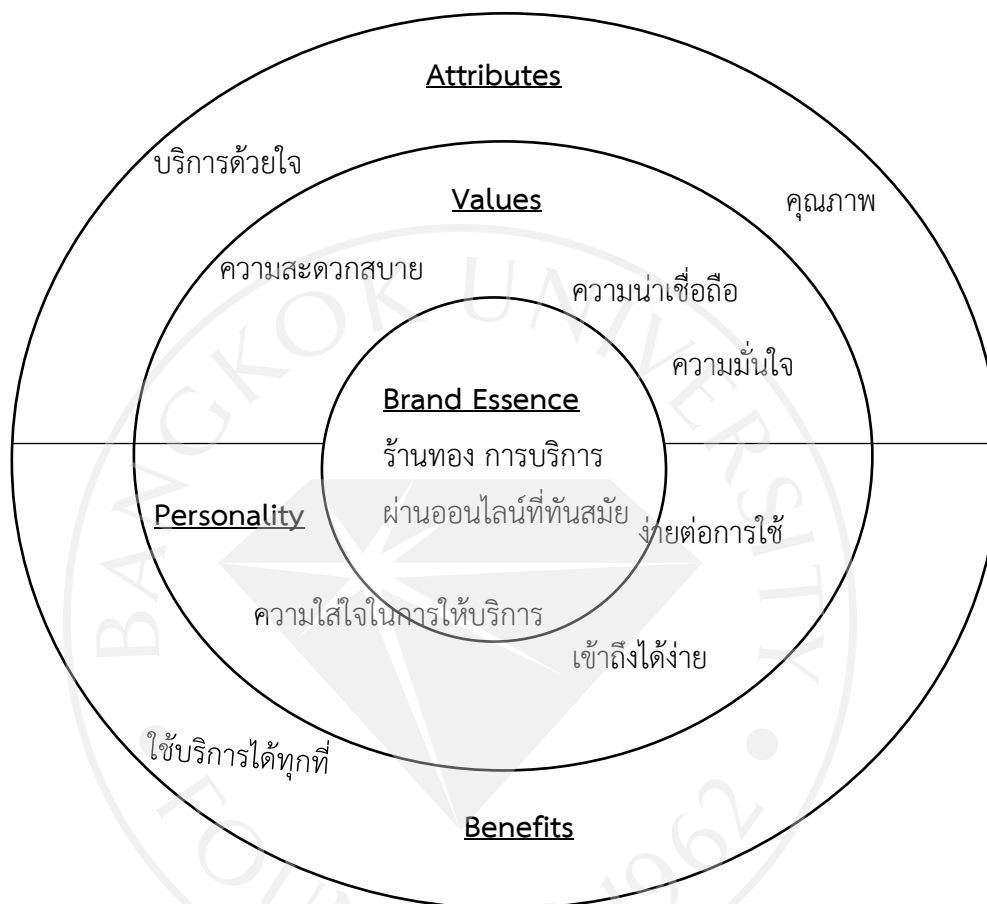 Attributes
บริการด้วยใจ
คุณภาพ
Values
ความสะดวกสบาย
ความน่าเชื่อถือ
ความมั่นใจ
Brand Essence
ร้านทอง การบริการ
ผ่านออนไลน์ที่ทันสมัย
Personality
ง่ายต่อการใช้
ความใส่ใจในการให้บริการ
เข้าถึงได้ง่าย
ใช้บริการได้ทุกที่
Benefits
BANGKOK UNIVERSITY
1962